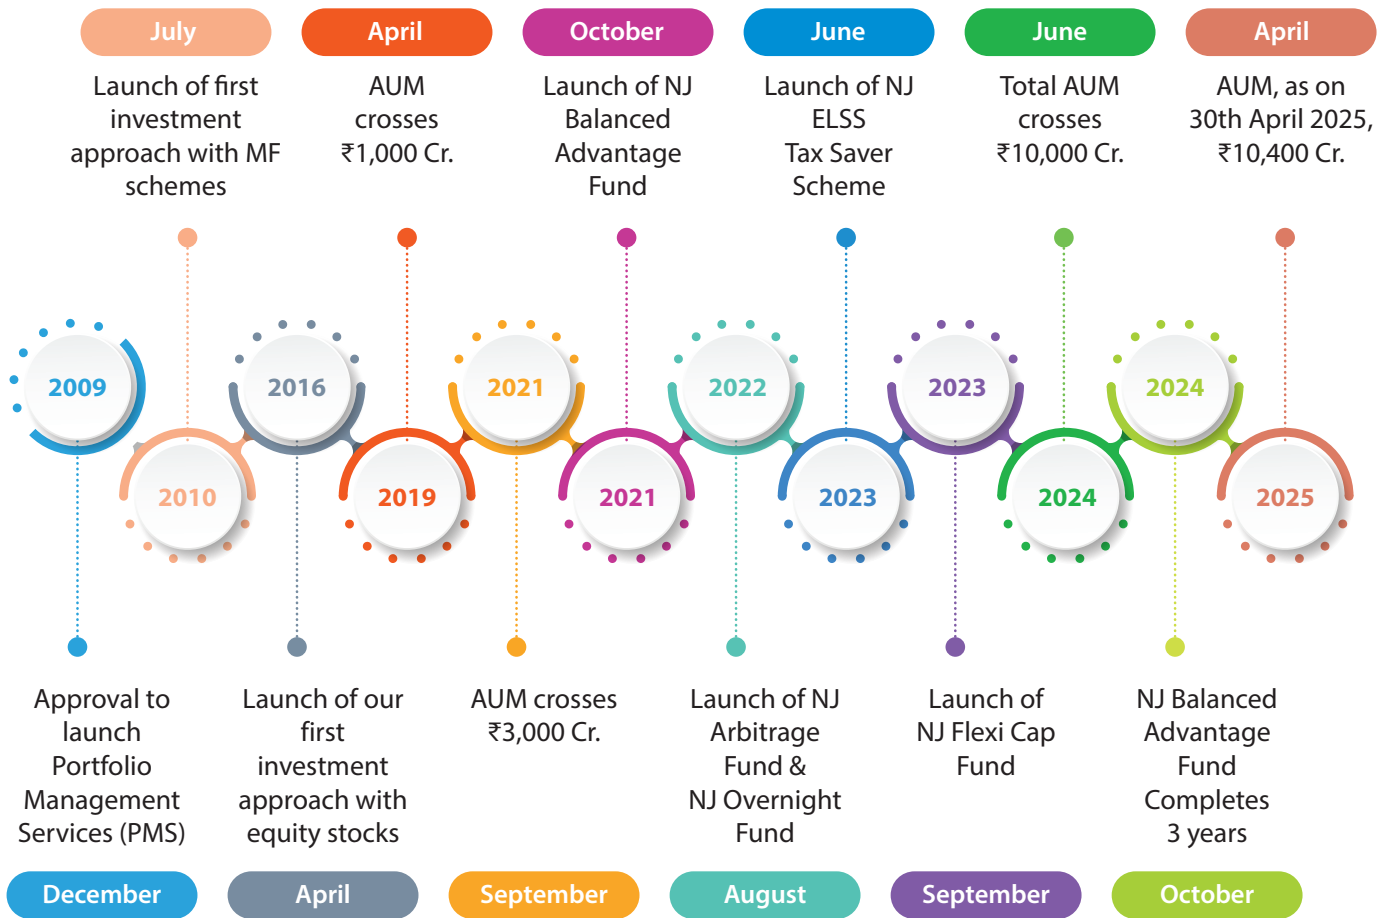 July
April
October
June
June
April
Launch of first
investment
approach with MF
schemes
AUM
crosses
₹1,000 Cr.
Launch of NJ
Balanced
Advantage
Fund
Launch of NJ
ELSS
Tax Saver
Scheme
Total AUM
crosses
₹10,000 Cr.
AUM, as on
30th April 2025,
₹10,400 Cr.
2009
2016
2021
2022
2023
2024
2010
2019
2021
2023
2024
2025
Approval to
launch
Portfolio
Management
Services (PMS)
Launch of our
first
investment
approach with
equity stocks
AUM crosses
₹3,000 Cr.
Launch of NJ
Arbitrage
Fund &
NJ Overnight
Fund
Launch of
NJ Flexi Cap
Fund
NJ Balanced
Advantage
Fund
Completes
3 years
December
April
September
August
September
October